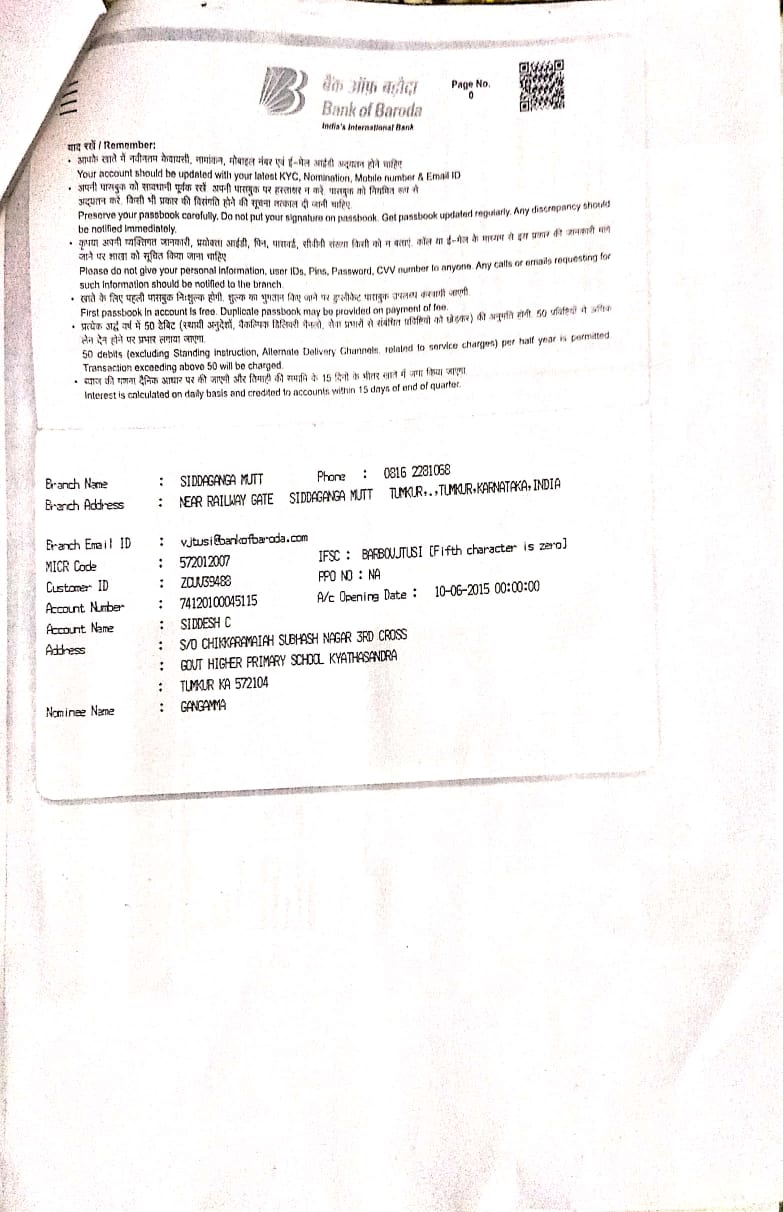 बैंक ऑफ़ बड़ौदा
Bank of Baroda
India's International Bank
Page No.
0
याद रखें / Remember:
• आपके खाते में नवीनतम केवायसी, नामांकन, मोबाइल नंबर एवं ई-मेल आईडी अद्यतन होने चाहिए
Your account should be updated with your latest KYC, Nomination, Mobile number & Email ID
• अपनी पासबुक को सावधानी पूर्वक रखें. अपनी पासबुक पर हस्ताक्षर न करें. पासबुक को नियमित रूप से
अद्यतन करें. किसी भी प्रकार की विसंगति होने की सूचना तत्काल दी जानी चाहिए.
Preserve your passbook carefully. Do not put your signature on passbook. Get passbook updated regularly. Any discrepancy should
be notified immediately.
• कृपया अपनी व्यक्तिगत जानकारी, प्रयोक्ता आईडी, पिन, पासवर्ड, सीवीवी संख्या किसी को न बताएं. कॉल या ई-मेल के माध्यम से इस प्रकार की जानकारी मांगे
जाने पर शाखा को सूचित किया जाना चाहिए
Please do not give your personal information, user IDs, Pins, Password, CVV number to anyone. Any calls or emails requesting for
such information should be notified to the branch.
• खाते के लिए पहली पासबुक निःशुल्क होगी. शुल्क का भुगतान किए जाने पर डुप्लीकेट पासबुक उपलब्ध करवायी जाएगी.
First passbook in account is free. Duplicate passbook may be provided on payment of fee.
• प्रत्येक अर्द्ध वर्ष में 50 डेबिट (स्थायी अनुदेशों, वैकल्पिक डिलिवरी चैनलों, सेवा प्रभारों से संबंधित प्रविष्टियों को छोड़कर) की अनुमति होगी. 50 प्रविष्टियों से अधिक
लेन देन होने पर प्रभार लगाया जाएगा.
50 debits (excluding Standing Instruction, Alternate Delivery Channels, related to service charges) per half year is permitted.
Transaction exceeding above 50 will be charged.
• ब्याज की गणना दैनिक आधार पर की जाएगी और तिमाही की समाप्ति के 15 दिनों के भीतर खाते में जमा किया जाएगा.
Interest is calculated on daily basis and credited to accounts within 15 days of end of quarter.
Branch Name : SIDDAGANGA MUTT Phone : 0816 2281068
Branch Address : NEAR RAILWAY GATE SIDDAGANGA MUTT TUMKUR,.,TUMKUR,KARNATAKA,INDIA
Branch Email ID : vjtusi@bankofbaroda.com
MICR Code : 572012007 IFSC : BARB0VJTUSI [Fifth character is zero]
Customer ID : PPO NO : NA
Account Number : 74120100045115 A/c Opening Date : 10-06-2015 00:00:00
Account Name : SIDDESH C
Address : S/O CHIKKARAMAIAH SUBHASH NAGAR 3RD CROSS
: GOVT HIGHER PRIMARY SCHOOL KYATHASANDRA
: TUMKUR KA 572104
Nominee Name : GANGAMMA